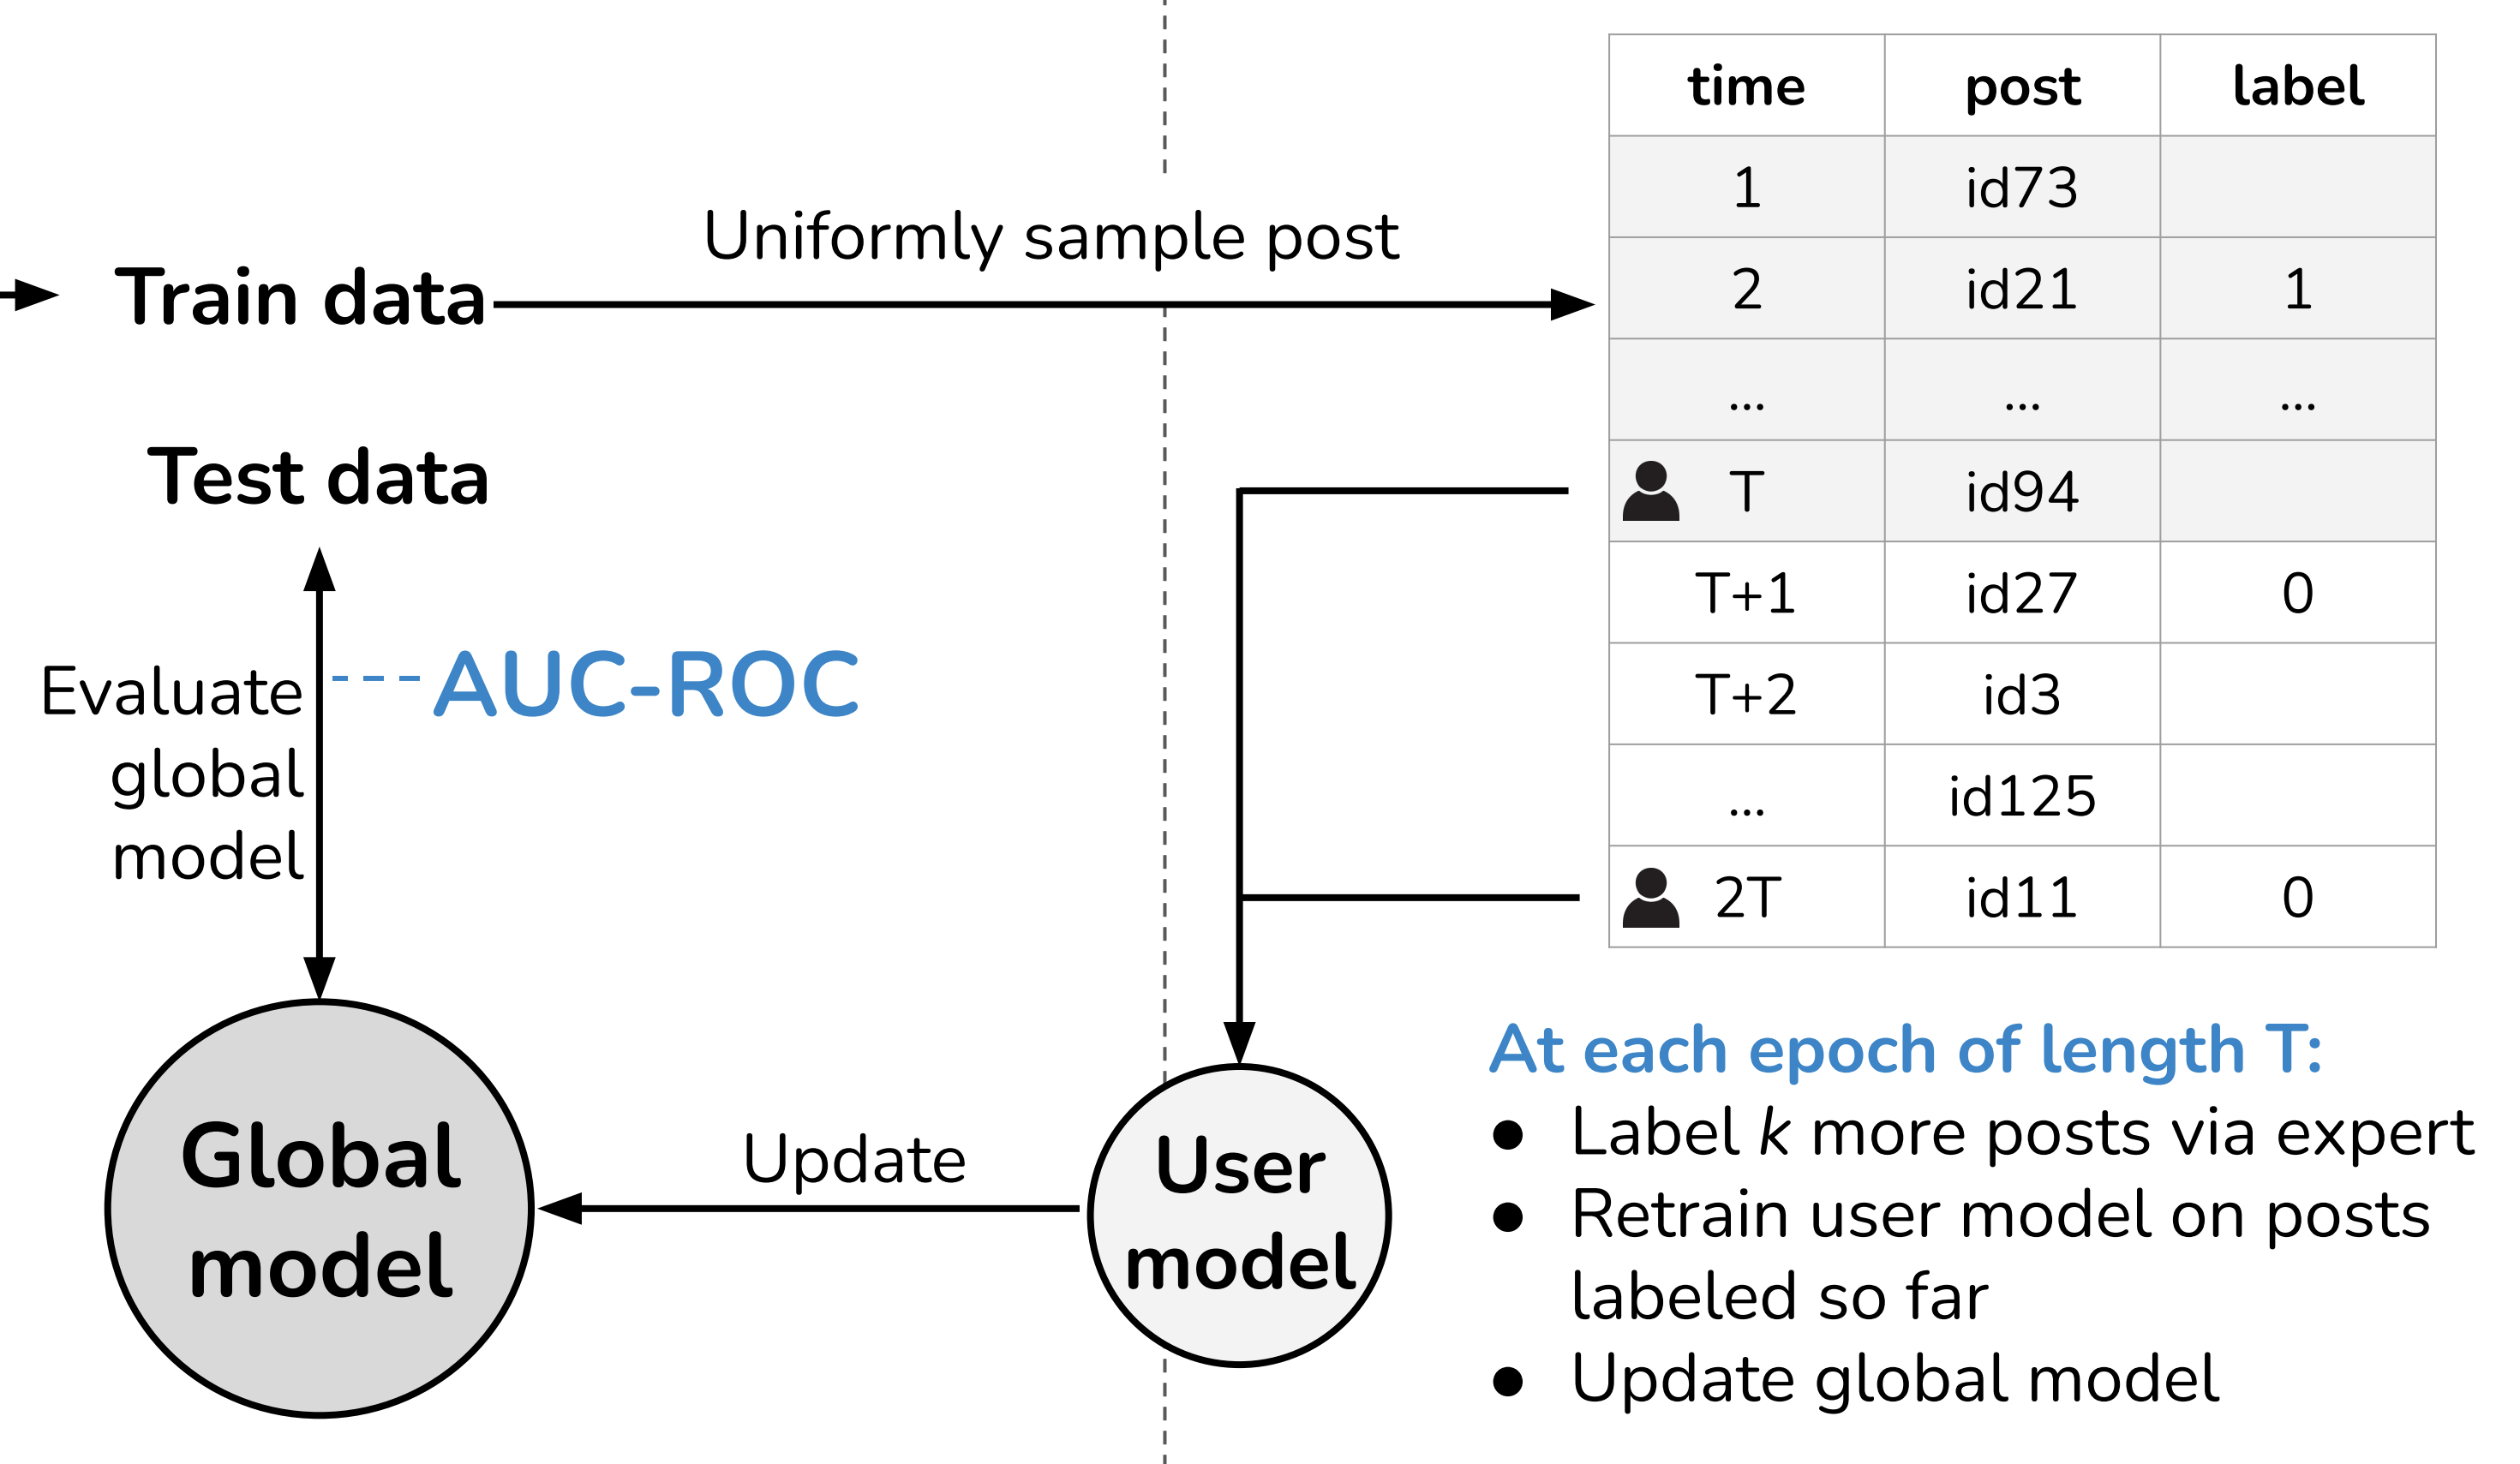 time post label
1 id73
2 id21 1
... ... ...
T id94
T+1 id27 0
T+2 id3
... id125
2T id11 0
Uniformly sample post
Train data
Test data
Evaluate
global
model
AUC-ROC
Global
model
Update
User
model
At each epoch of length T:
● Label k more posts via expert
● Retrain user model on posts
labeled so far
● Update global model